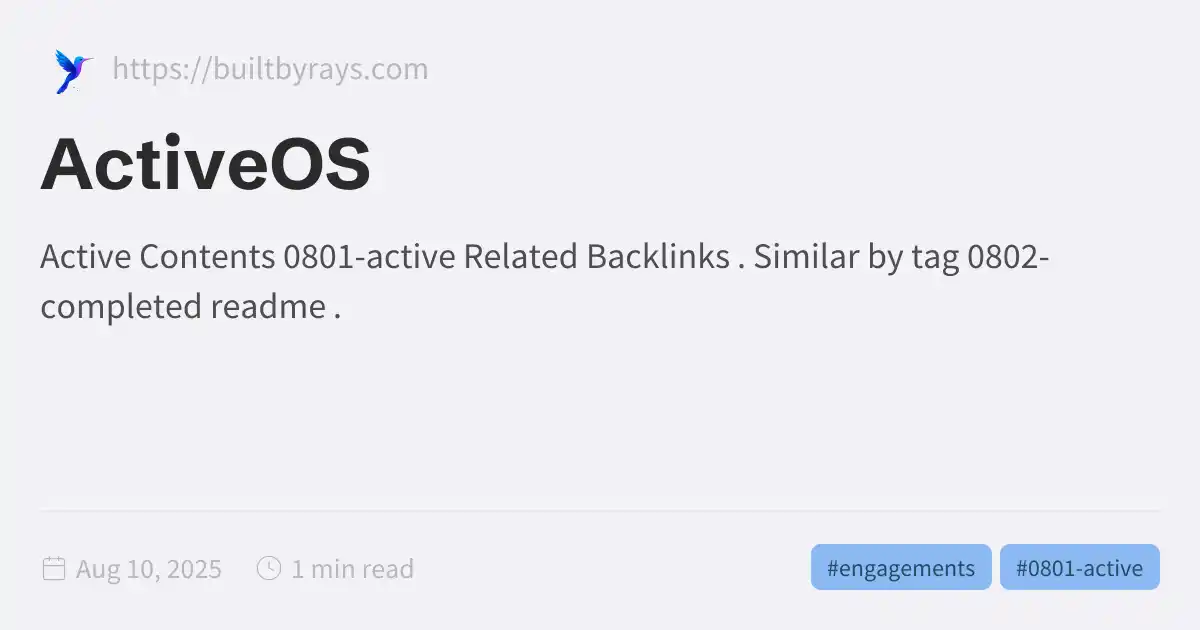 https://builtbyrays.com
ActiveOS
Active Contents 0801-active Related Backlinks . Similar by tag 0802-
completed readme .
Aug 10, 2025 1 min read #engagements #0801-active